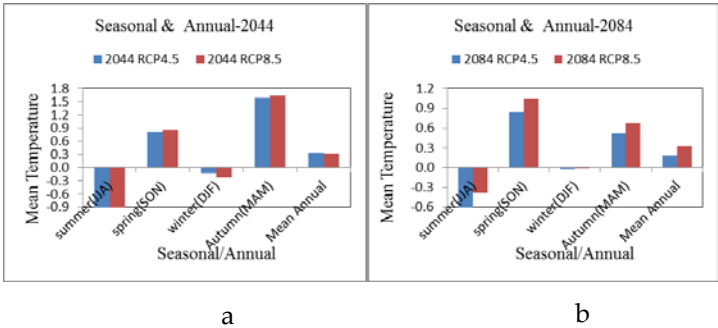 Seasonal & Annual-2044
2044 RCP4.5 2044 RCP8.5
Mean Temperature
1.8
1.5
1.2
0.9
0.6
0.3
0.0
-0.3
-0.6
-0.9
summer(JJA)
spring(SON)
winter(DJF)
Autumn(MAM)
Mean Annual
Seasonal/Annual
a
Seasonal & Annual-2084
2084 RCP4.5 2084 RCP8.5
Mean Temperature
1.2
0.9
0.6
0.3
0.0
-0.3
-0.6
summer(JJA)
spring(SON)
winter(DJF)
Autumn(MAM)
Mean Annual
Seasonal/Annual
b